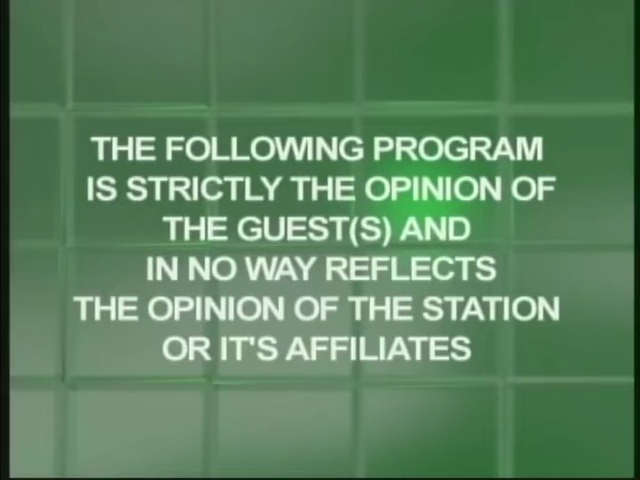 THE FOLLOWING PROGRAM
IS STRICTLY THE OPINION OF
THE GUEST(S) AND
IN NO WAY REFLECTS
THE OPINION OF THE STATION
OR IT'S AFFILIATES